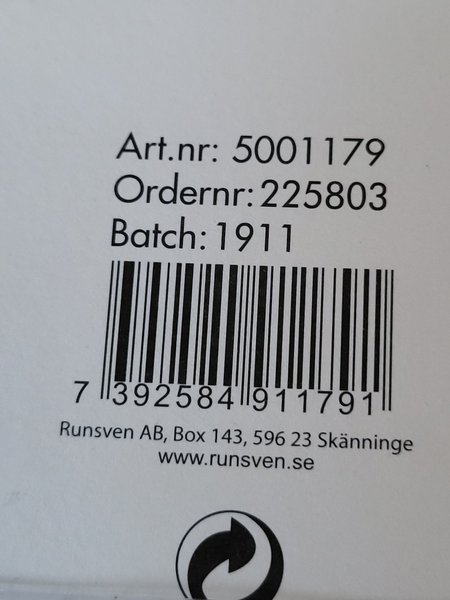 Art.nr: 5001179
Ordernr: 225803
Batch: 1911
7 392584 911791
Runsven AB, Box 143, 596 23 Skänninge
www.runsven.se